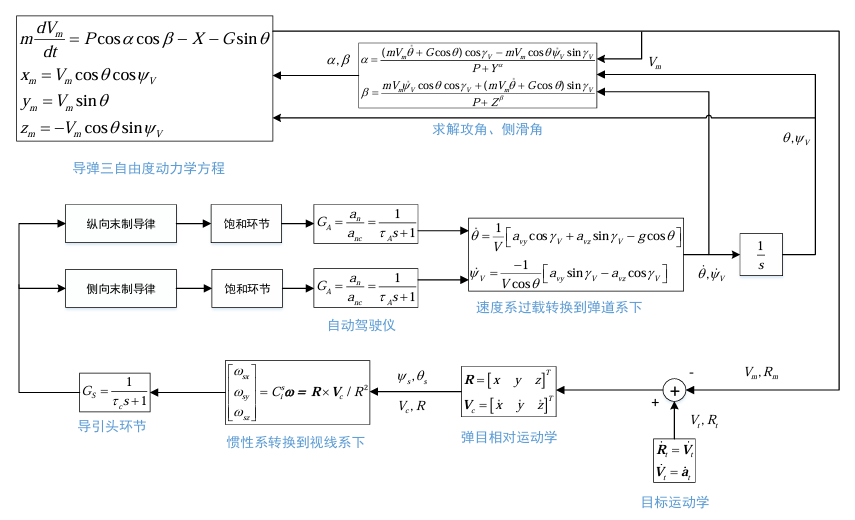 m dV_m/dt = P cos α cos β − X − G sin θ
x_m = V_m cos θ cos ψ_V
y_m = V_m sin θ
z_m = −V_m cos θ sin ψ_V
导弹三自由度动力学方程
α, β
α = ((mV_mθ̇ + G cos θ) cos γ_V − mV_m cos θ ψ̇_V sin γ_V) / (P + Y^α)
β = (mV_mψ̇_V cos θ cos γ_V + (mV_mθ̇ + G cos θ) sin γ_V) / (P + Z^β)
求解攻角、侧滑角
V_m
θ, ψ_V
纵向末制导律
饱和环节
G_A = a_n / a_nc = 1 / (τ_A s + 1)
侧向末制导律
饱和环节
G_A = a_n / a_nc = 1 / (τ_A s + 1)
自动驾驶仪
θ̇ = 1/V [a_vy cos γ_V + a_vz sin γ_V − g cos θ]
ψ̇_V = −1 / (V cos θ) [a_vy sin γ_V − a_vz cos γ_V]
速度系过载转换到弹道系下
θ̇, ψ̇_V
1/s
G_S = 1 / (τ_c s + 1)
导引头环节
[ω_sx ω_sy ω_sz] = C_i^s ω = R × V_c / R²
惯性系转换到视线系下
ψ_s, θ_s
V_c, R
R = [x y z]^T
V_c = [ẋ ẏ ż]^T
弹目相对运动学
-
+
+
V_m, R_m
V_t, R_t
Ṙ_t = V̇_t
V̇_t = ȧ_t
目标运动学